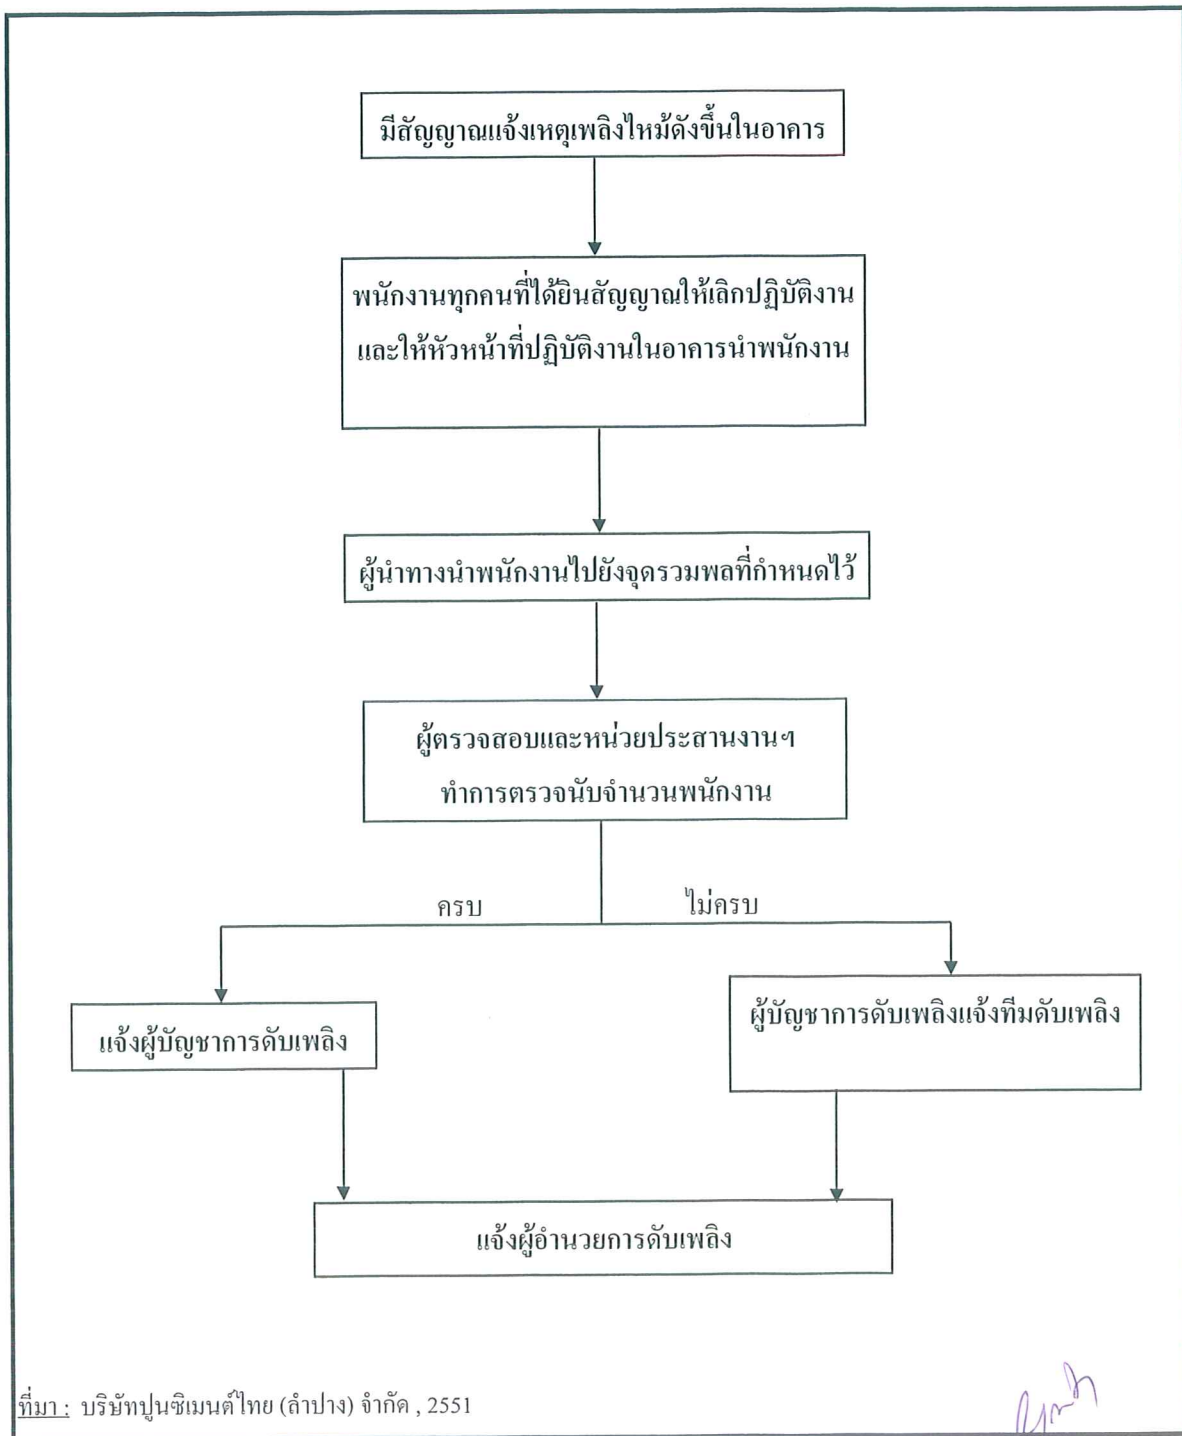 มีสัญญาณแจ้งเหตุเพลิงไหม้ดังขึ้นในอาคาร
พนักงานทุกคนที่ได้ยินสัญญาณให้เลิกปฏิบัติงาน
และให้หัวหน้าที่ปฏิบัติงานในอาคารนำพนักงาน
ผู้นำทางนำพนักงานไปยังจุดรวมพลที่กำหนดไว้
ผู้ตรวจสอบและหน่วยประสานงานฯ
ทำการตรวจนับจำนวนพนักงาน
ครบ
ไม่ครบ
แจ้งผู้บัญชาการดับเพลิง
ผู้บัญชาการดับเพลิงแจ้งทีมดับเพลิง
แจ้งผู้อำนวยการดับเพลิง
ที่มา : บริษัทปูนซิเมนต์ไทย (ลำปาง) จำกัด , 2551